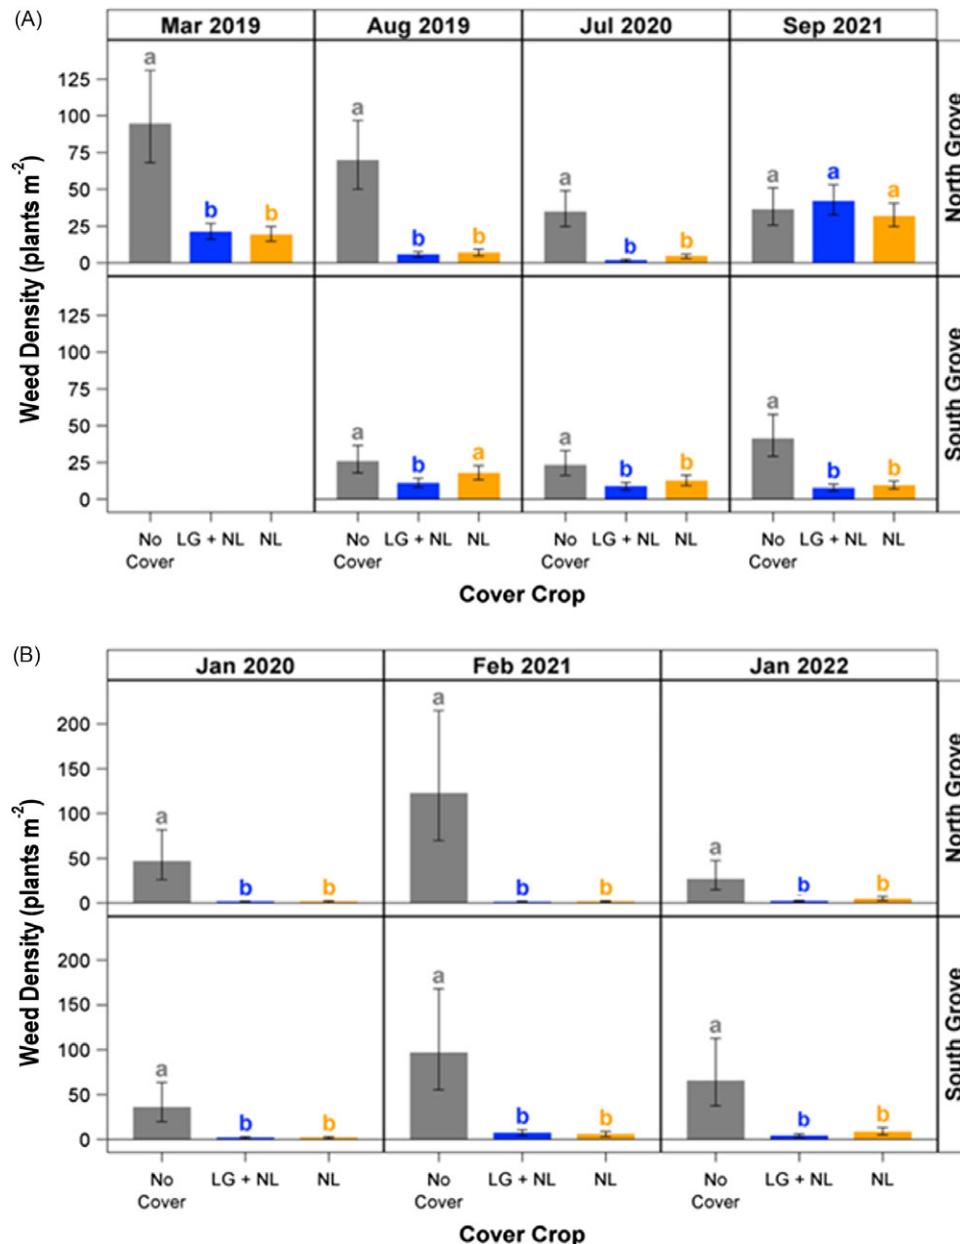 (A)
Mar 2019 Aug 2019 Jul 2020 Sep 2021
Weed Density (plants m⁻²)
125
100
75
50
25
0
a b b
a b b
a b b
a a a
North Grove
125
100
75
50
25
0
a b a
a b b
a b b
South Grove
No Cover LG + NL NL
No Cover LG + NL NL
No Cover LG + NL NL
No Cover LG + NL NL
Cover Crop
(B)
Jan 2020 Feb 2021 Jan 2022
Weed Density (plants m⁻²)
200
150
100
50
0
a b b
a b b
a b b
North Grove
200
150
100
50
0
a b b
a b b
a b b
South Grove
No Cover LG + NL NL
No Cover LG + NL NL
No Cover LG + NL NL
Cover Crop